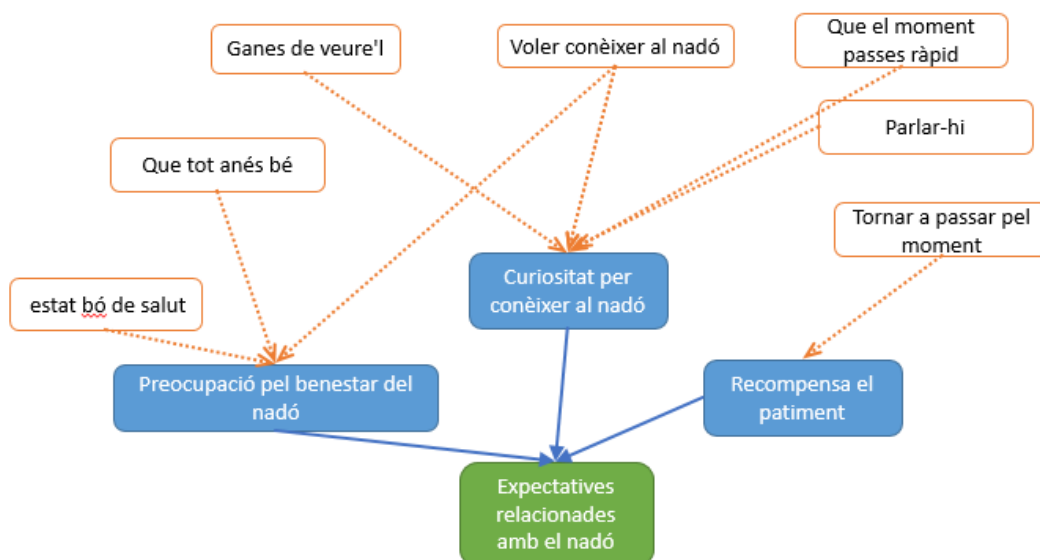 Ganes de veure'l
Voler conèixer al nadó
Que el moment
passes ràpid
Parlar-hi
Que tot anés bé
Tornar a passar pel
moment
Curiositat per
conèixer al nadó
estat bó de salut
Preocupació pel benestar del
nadó
Recompensa el
patiment
Expectatives
relacionades
amb el nadó